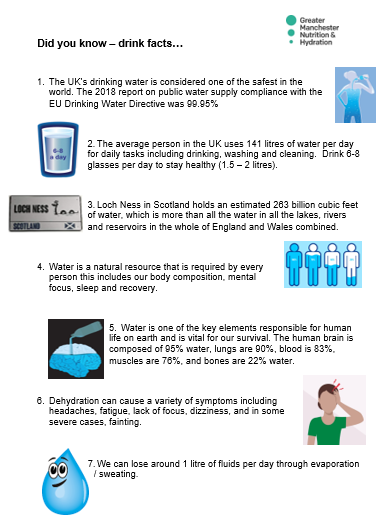 Greater
Manchester
Nutrition &
Hydration
Did you know – drink facts…
1. The UK's drinking water is considered one of the safest in the
world. The 2018 report on public water supply compliance with the
EU Drinking Water Directive was 99.95%
6-8
a day
2. The average person in the UK uses 141 litres of water per day
for daily tasks including drinking, washing and cleaning.  Drink 6-8
glasses per day to stay healthy (1.5 – 2 litres).
LOCH NESS
SCOTLAND
3. Loch Ness in Scotland holds an estimated 263 billion cubic feet
of water, which is more than all the water in all the lakes, rivers
and reservoirs in the whole of England and Wales combined.
4. Water is a natural resource that is required by every
person this includes our body composition, mental
focus, sleep and recovery.
5. Water is one of the key elements responsible for human
life on earth and is vital for our survival. The human brain is
composed of 95% water, lungs are 90%, blood is 83%,
muscles are 76%, and bones are 22% water.
6. Dehydration can cause a variety of symptoms including
headaches, fatigue, lack of focus, dizziness, and in some
severe cases, fainting.
7. We can lose around 1 litre of fluids per day through evaporation
/ sweating.